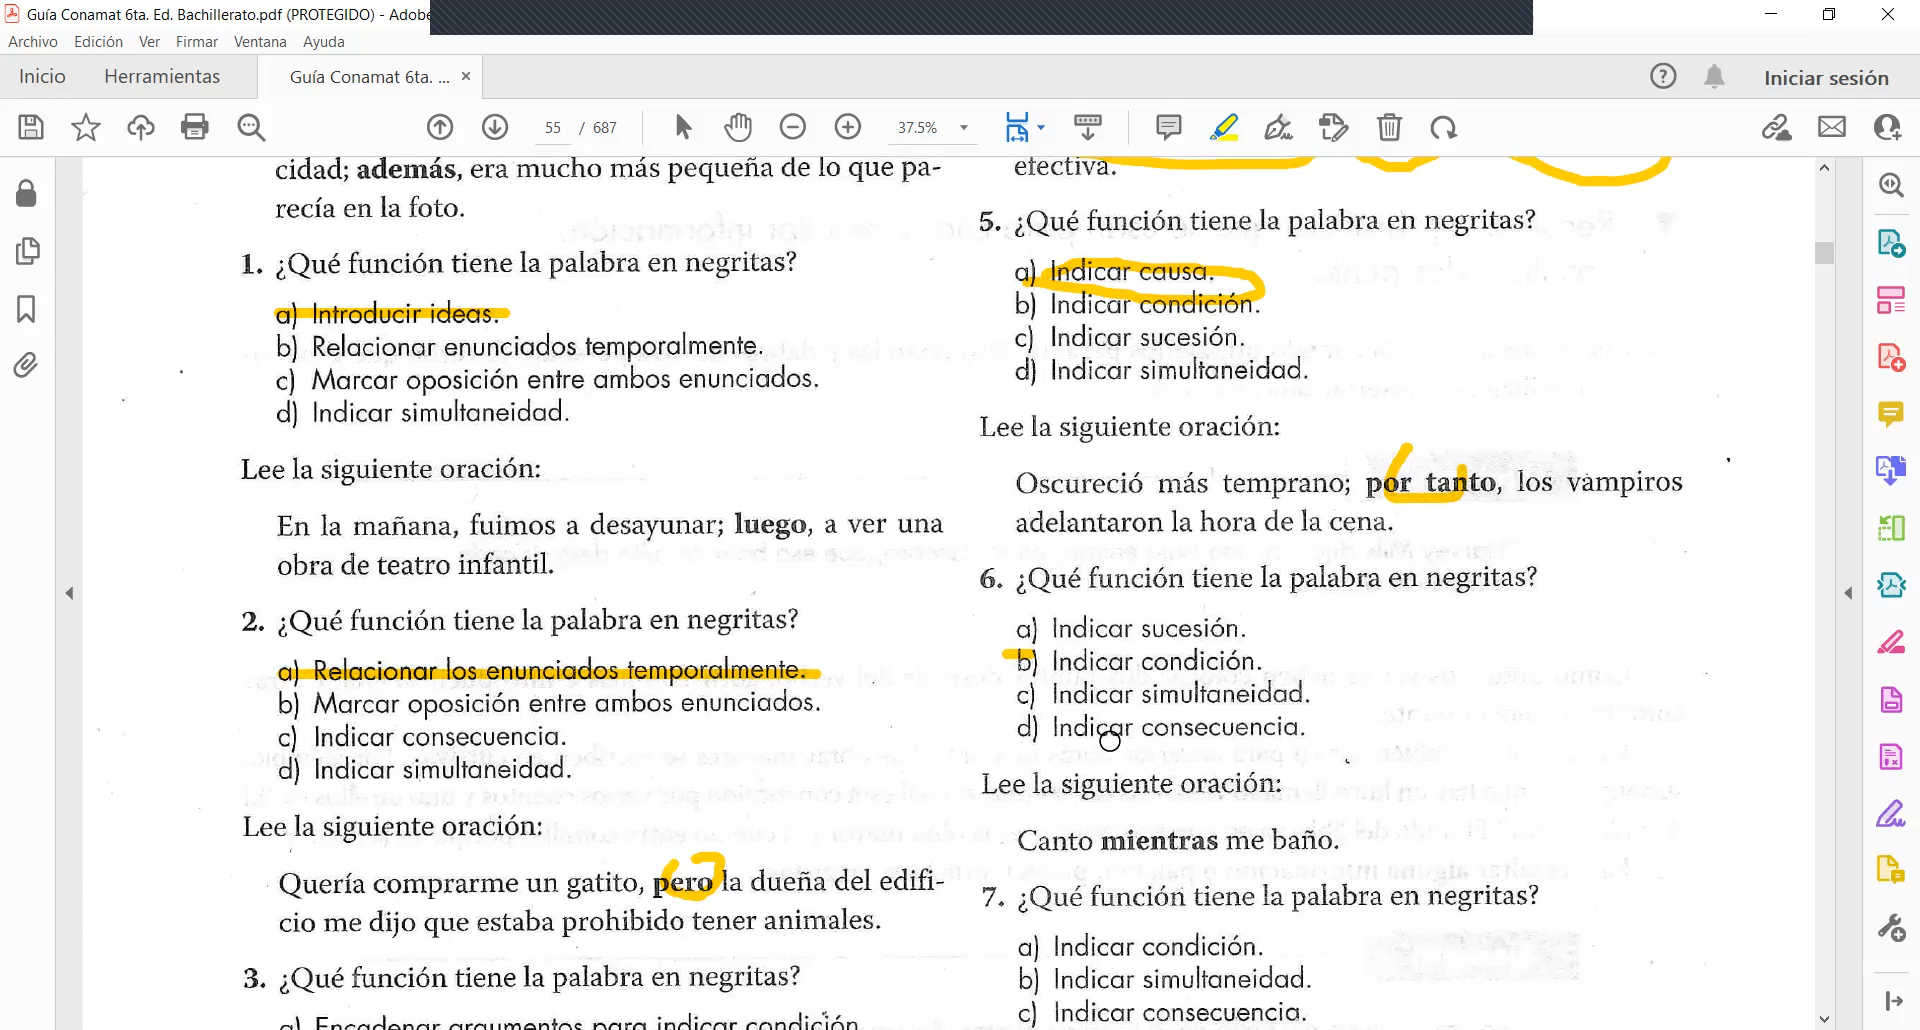 Guía Conamat 6ta. Ed. Bachillerato.pdf (PROTEGIDO) - Adobe
Archivo Edición Ver Firmar Ventana Ayuda
Inicio Herramientas Guía Conamat 6ta. ... × Iniciar sesión
55 / 687 37.5%
cidad; además, era mucho más pequeña de lo que pa-
recía en la foto.
1. ¿Qué función tiene la palabra en negritas?
a) Introducir ideas.
b) Relacionar enunciados temporalmente.
c) Marcar oposición entre ambos enunciados.
d) Indicar simultaneidad.
Lee la siguiente oración:
En la mañana, fuimos a desayunar; luego, a ver una
obra de teatro infantil.
2. ¿Qué función tiene la palabra en negritas?
a) Relacionar los enunciados temporalmente.
b) Marcar oposición entre ambos enunciados.
c) Indicar consecuencia.
d) Indicar simultaneidad.
Lee la siguiente oración:
Quería comprarme un gatito, pero la dueña del edifi-
cio me dijo que estaba prohibido tener animales.
3. ¿Qué función tiene la palabra en negritas?
a) Encadenar argumentos para indicar condición
efectiva.
5. ¿Qué función tiene la palabra en negritas?
a) Indicar causa.
b) Indicar condición.
c) Indicar sucesión.
d) Indicar simultaneidad.
Lee la siguiente oración:
Oscureció más temprano; por tanto, los vampiros
adelantaron la hora de la cena.
6. ¿Qué función tiene la palabra en negritas?
a) Indicar sucesión.
b) Indicar condición.
c) Indicar simultaneidad.
d) Indicar consecuencia.
Lee la siguiente oración:
Canto mientras me baño.
7. ¿Qué función tiene la palabra en negritas?
a) Indicar condición.
b) Indicar simultaneidad.
c) Indicar consecuencia.